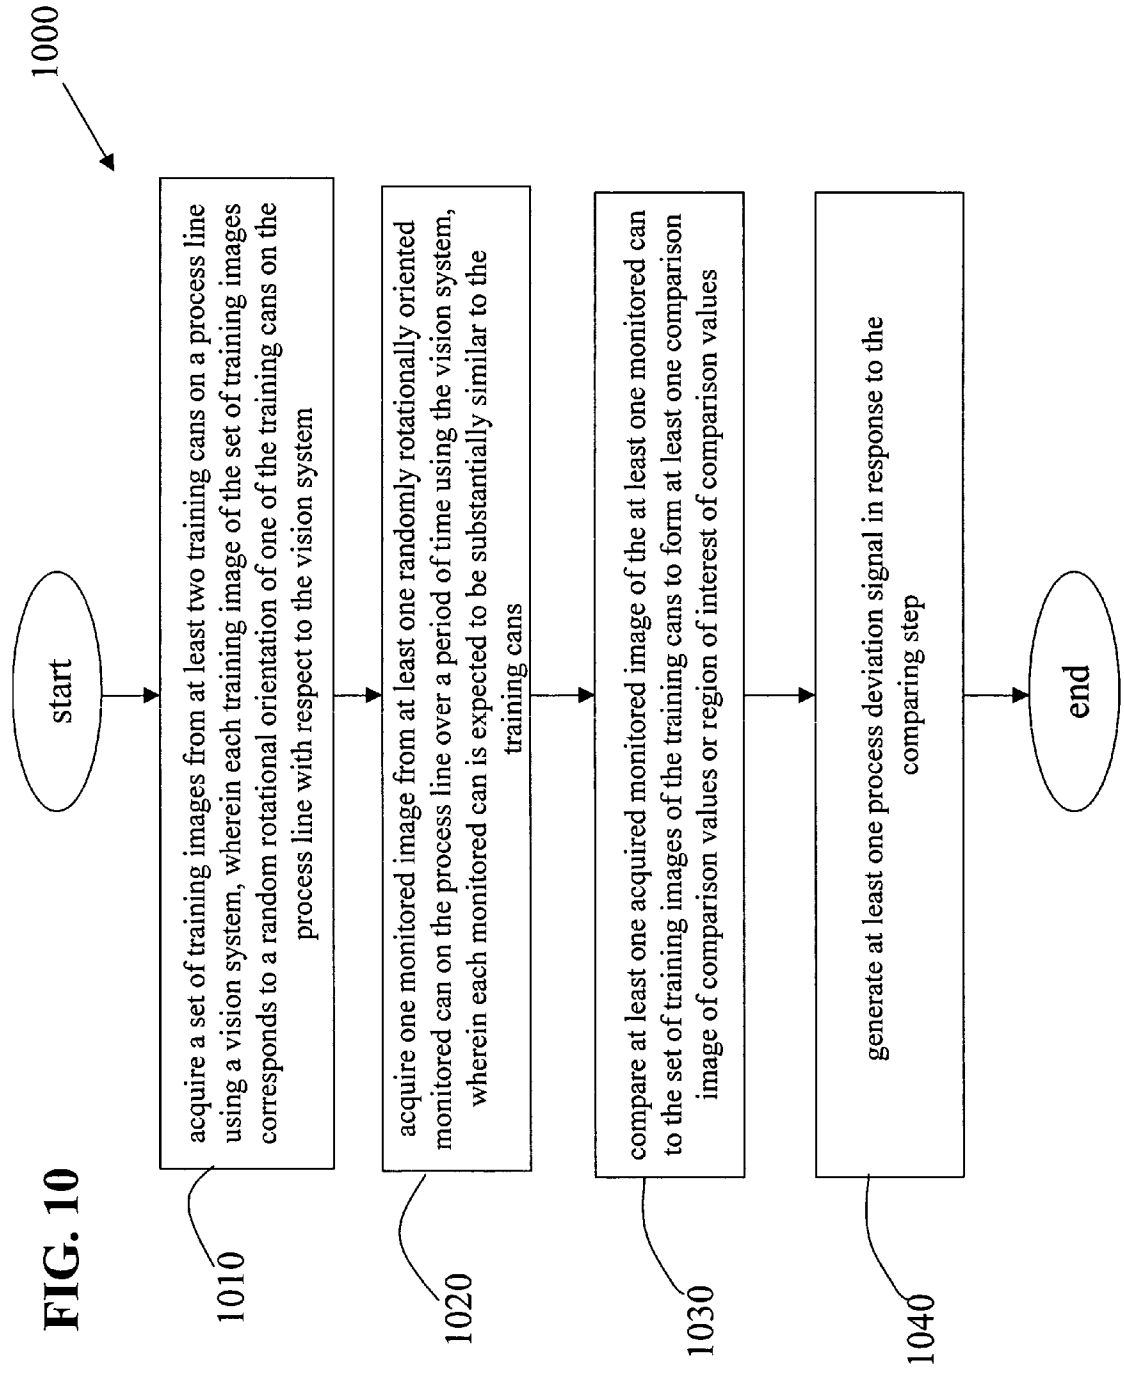 FIG. 10
1000
start
1010
acquire a set of training images from at least two training cans on a process line
using a vision system, wherein each training image of the set of training images
corresponds to a random rotational orientation of one of the training cans on the
process line with respect to the vision system
1020
acquire one monitored image from at least one randomly rotationally oriented
monitored can on the process line over a period of time using the vision system,
wherein each monitored can is expected to be substantially similar to the
training cans
1030
compare at least one acquired monitored image of the at least one monitored can
to the set of training images of the training cans to form at least one comparison
image of comparison values or region of interest of comparison values
1040
generate at least one process deviation signal in response to the
comparing step
end